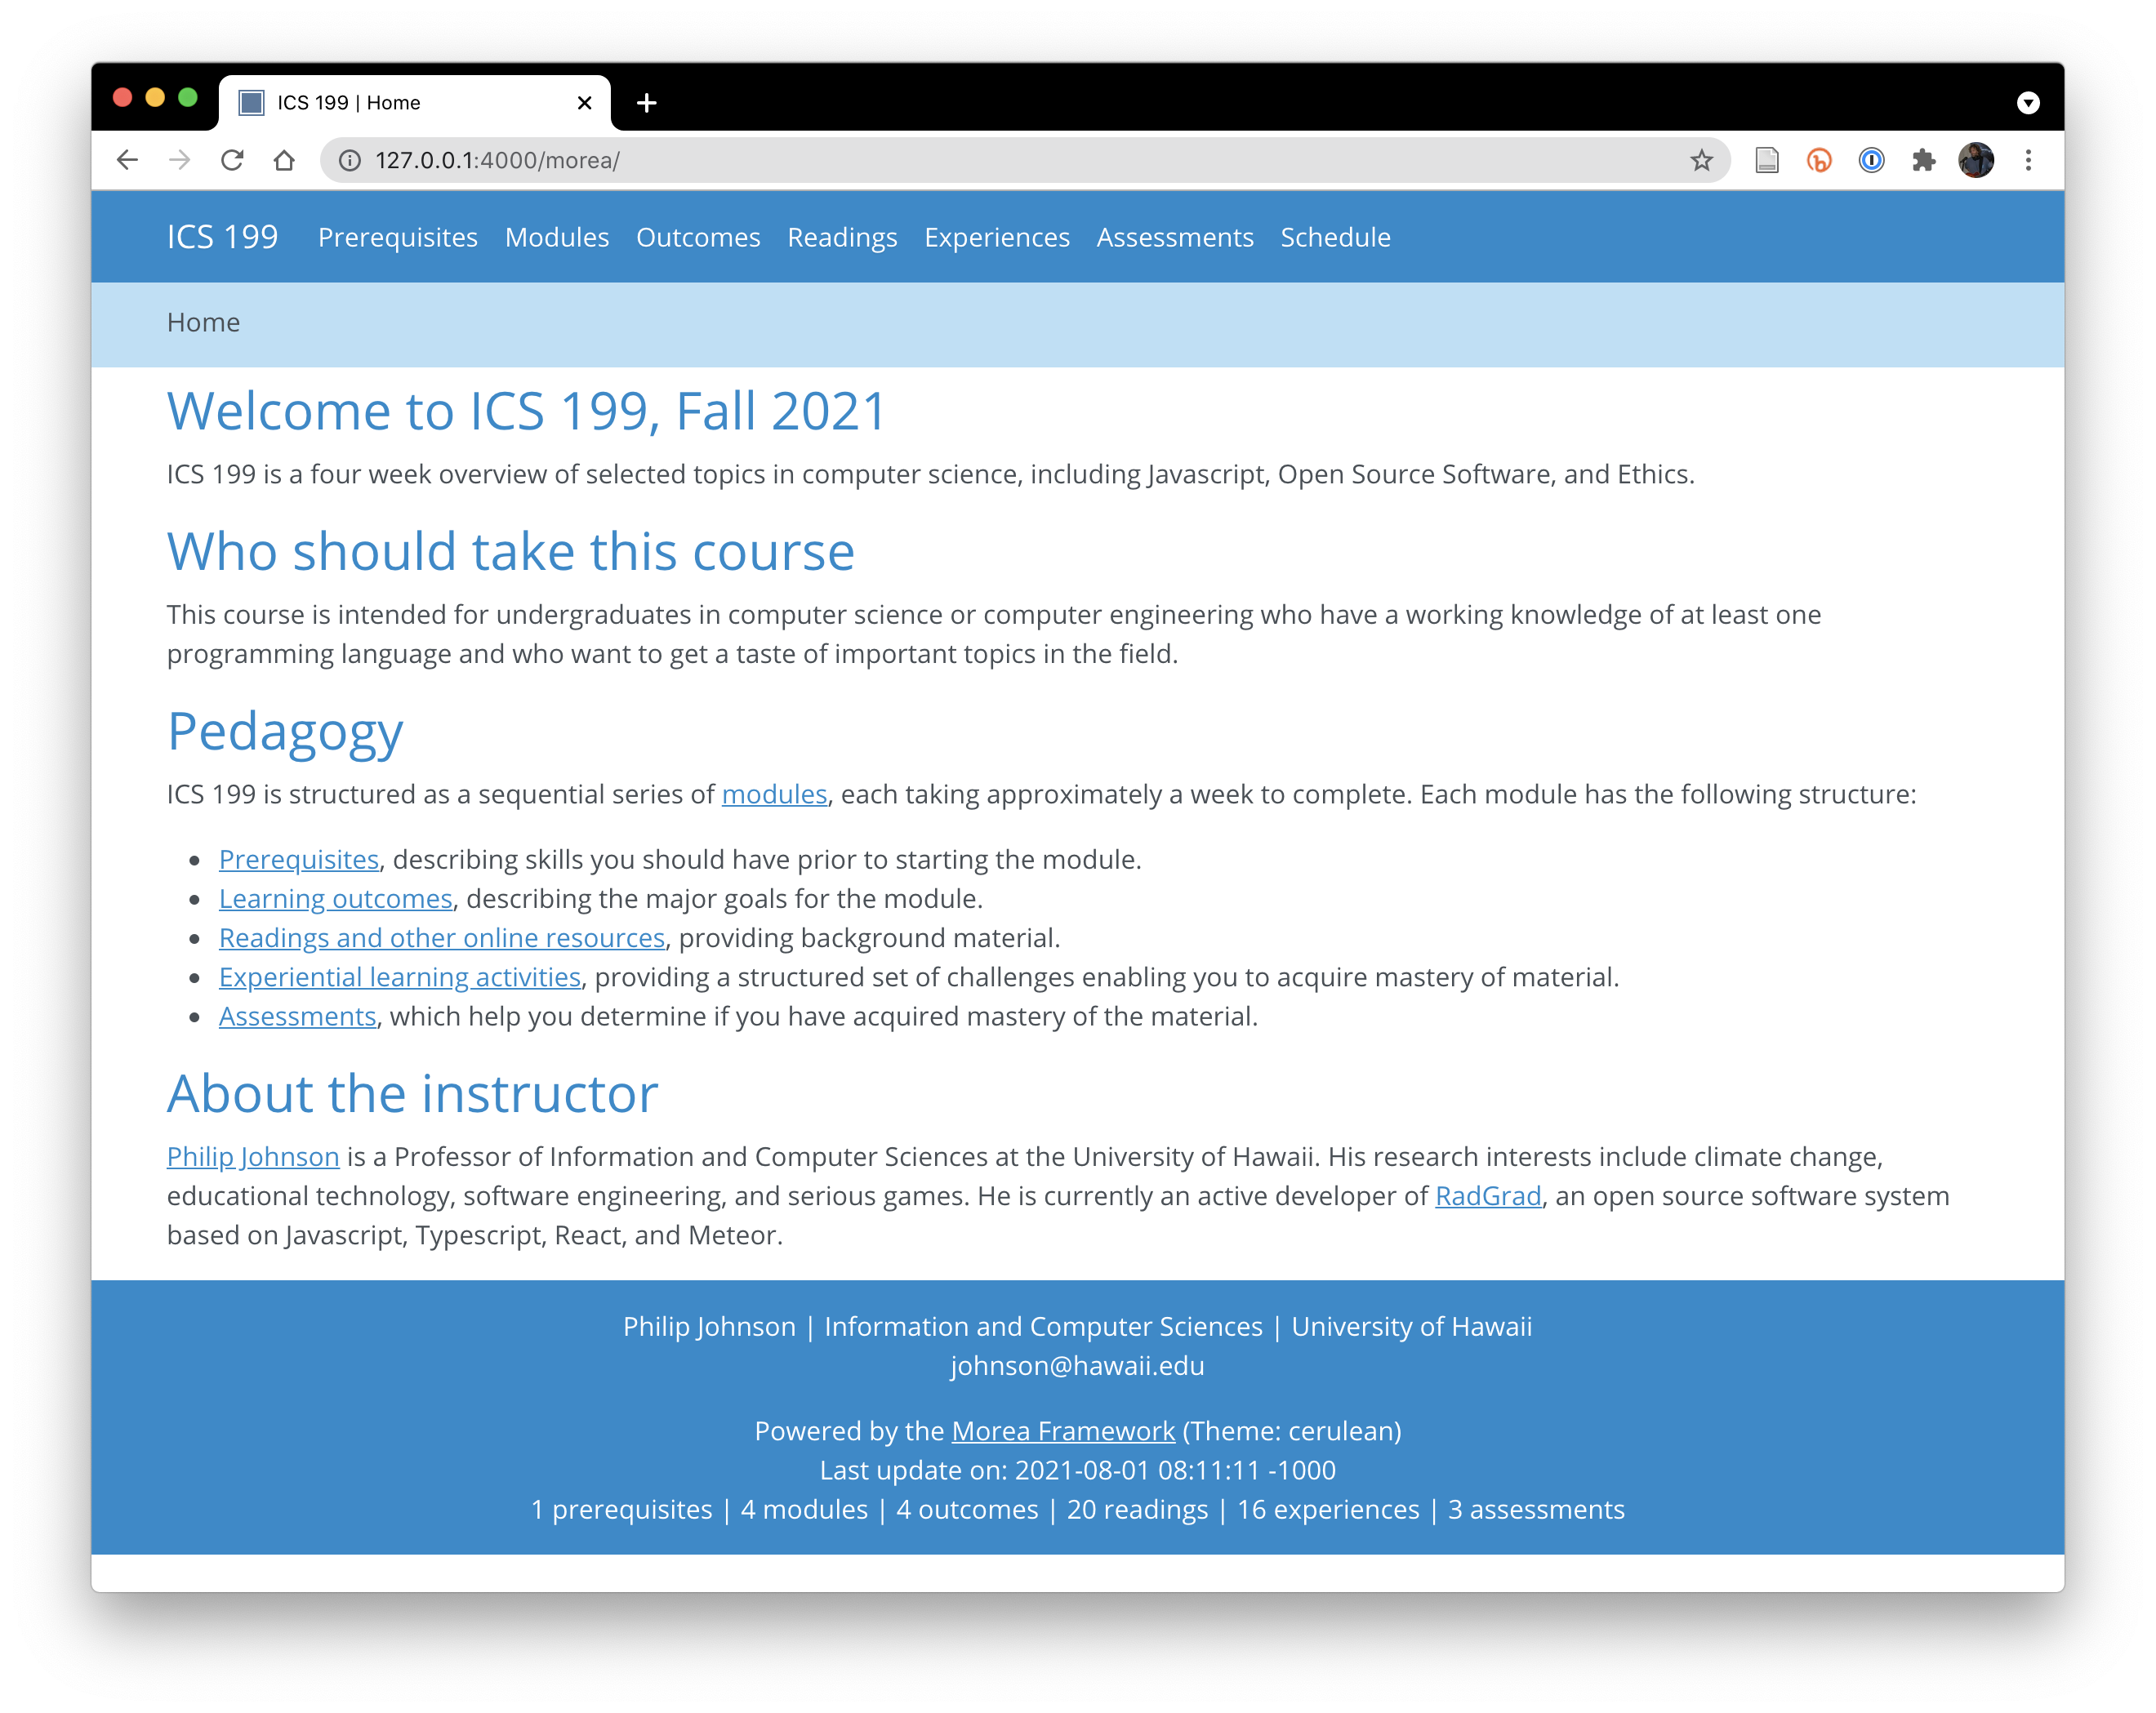 ICS 199 | Home
127.0.0.1:4000/morea/
ICS 199 Prerequisites Modules Outcomes Readings Experiences Assessments Schedule
Home
Welcome to ICS 199, Fall 2021
ICS 199 is a four week overview of selected topics in computer science, including Javascript, Open Source Software, and Ethics.
Who should take this course
This course is intended for undergraduates in computer science or computer engineering who have a working knowledge of at least one
programming language and who want to get a taste of important topics in the field.
Pedagogy
ICS 199 is structured as a sequential series of modules, each taking approximately a week to complete. Each module has the following structure:
• Prerequisites, describing skills you should have prior to starting the module.
• Learning outcomes, describing the major goals for the module.
• Readings and other online resources, providing background material.
• Experiential learning activities, providing a structured set of challenges enabling you to acquire mastery of material.
• Assessments, which help you determine if you have acquired mastery of the material.
About the instructor
Philip Johnson is a Professor of Information and Computer Sciences at the University of Hawaii. His research interests include climate change,
educational technology, software engineering, and serious games. He is currently an active developer of RadGrad, an open source software system
based on Javascript, Typescript, React, and Meteor.
Philip Johnson | Information and Computer Sciences | University of Hawaii
johnson@hawaii.edu
Powered by the Morea Framework (Theme: cerulean)
Last update on: 2021-08-01 08:11:11 -1000
1 prerequisites | 4 modules | 4 outcomes | 20 readings | 16 experiences | 3 assessments